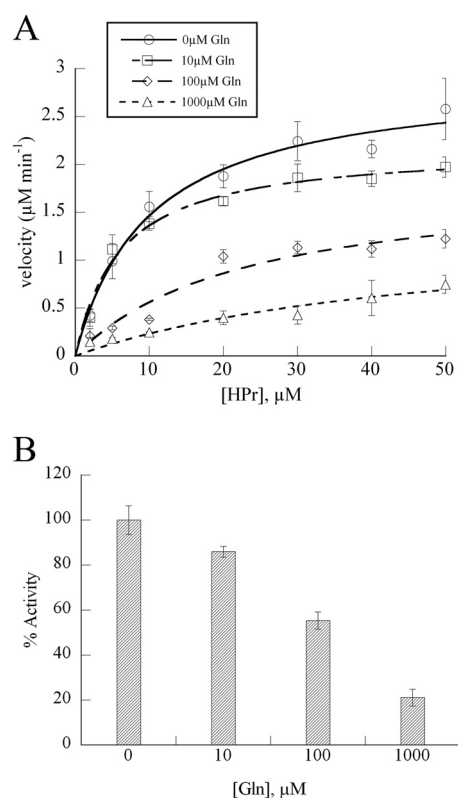 A
0µM Gln
10µM Gln
100µM Gln
1000µM Gln
3
2.5
2
1.5
1
0.5
0
velocity (µM min-1)
0 10 20 30 40 50
[HPr], µM
B
120
100
80
60
40
20
0
% Activity
0 10 100 1000
[Gln], µM